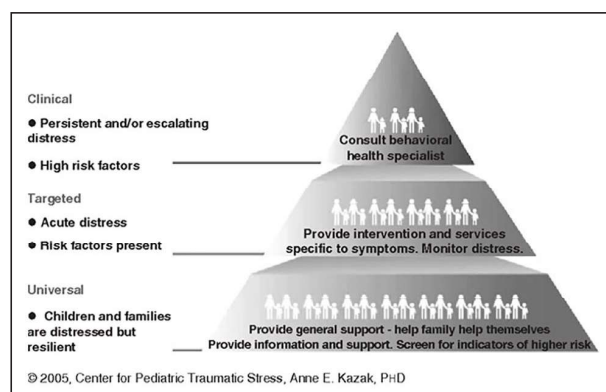 Clinical
● Persistent and/or escalating
distress
● High risk factors
Consult behavioral
health specialist
Targeted
● Acute distress
● Risk factors present
Provide intervention and services
specific to symptoms. Monitor distress.
Universal
● Children and families
are distressed but
resilient
Provide general support - help family help themselves
Provide information and support. Screen for indicators of higher risk
© 2005, Center for Pediatric Traumatic Stress, Anne E. Kazak, PHD